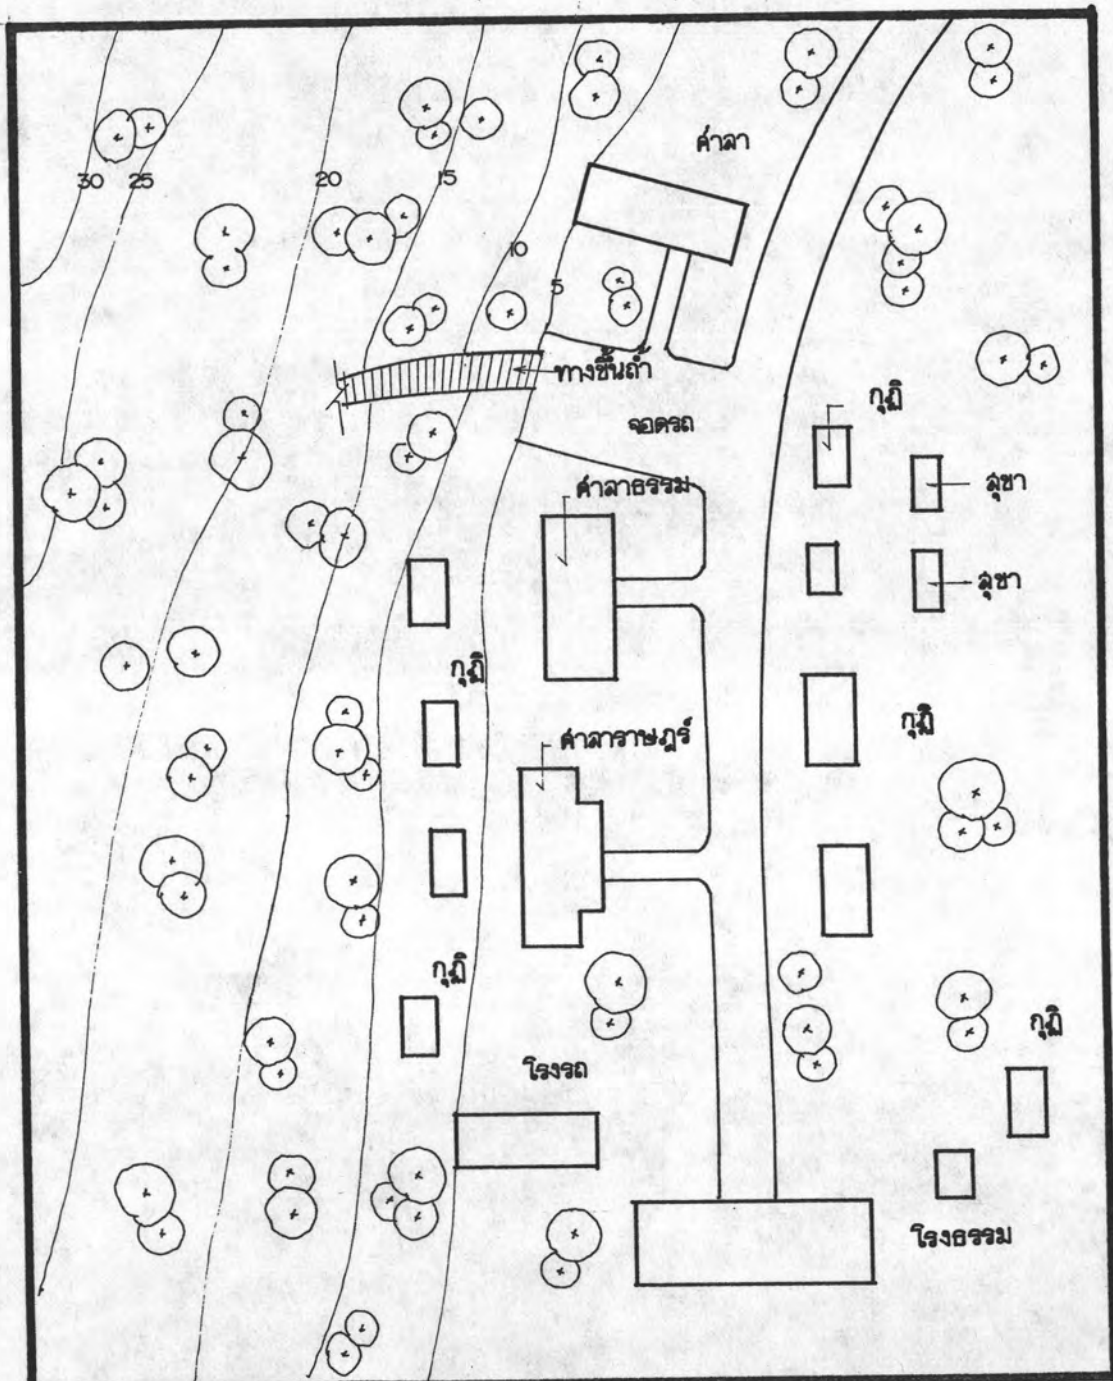 ศาลา
30 25 20 15
10
5
ทางขึ้นถ้ำ
กุฏิ
จอดรถ
ศาลาธรรม
สุขา
สุขา
กุฏิ
กุฏิ
ศาลาราษฎร์
กุฏิ
กุฏิ
โรงรถ
โรงธรรม